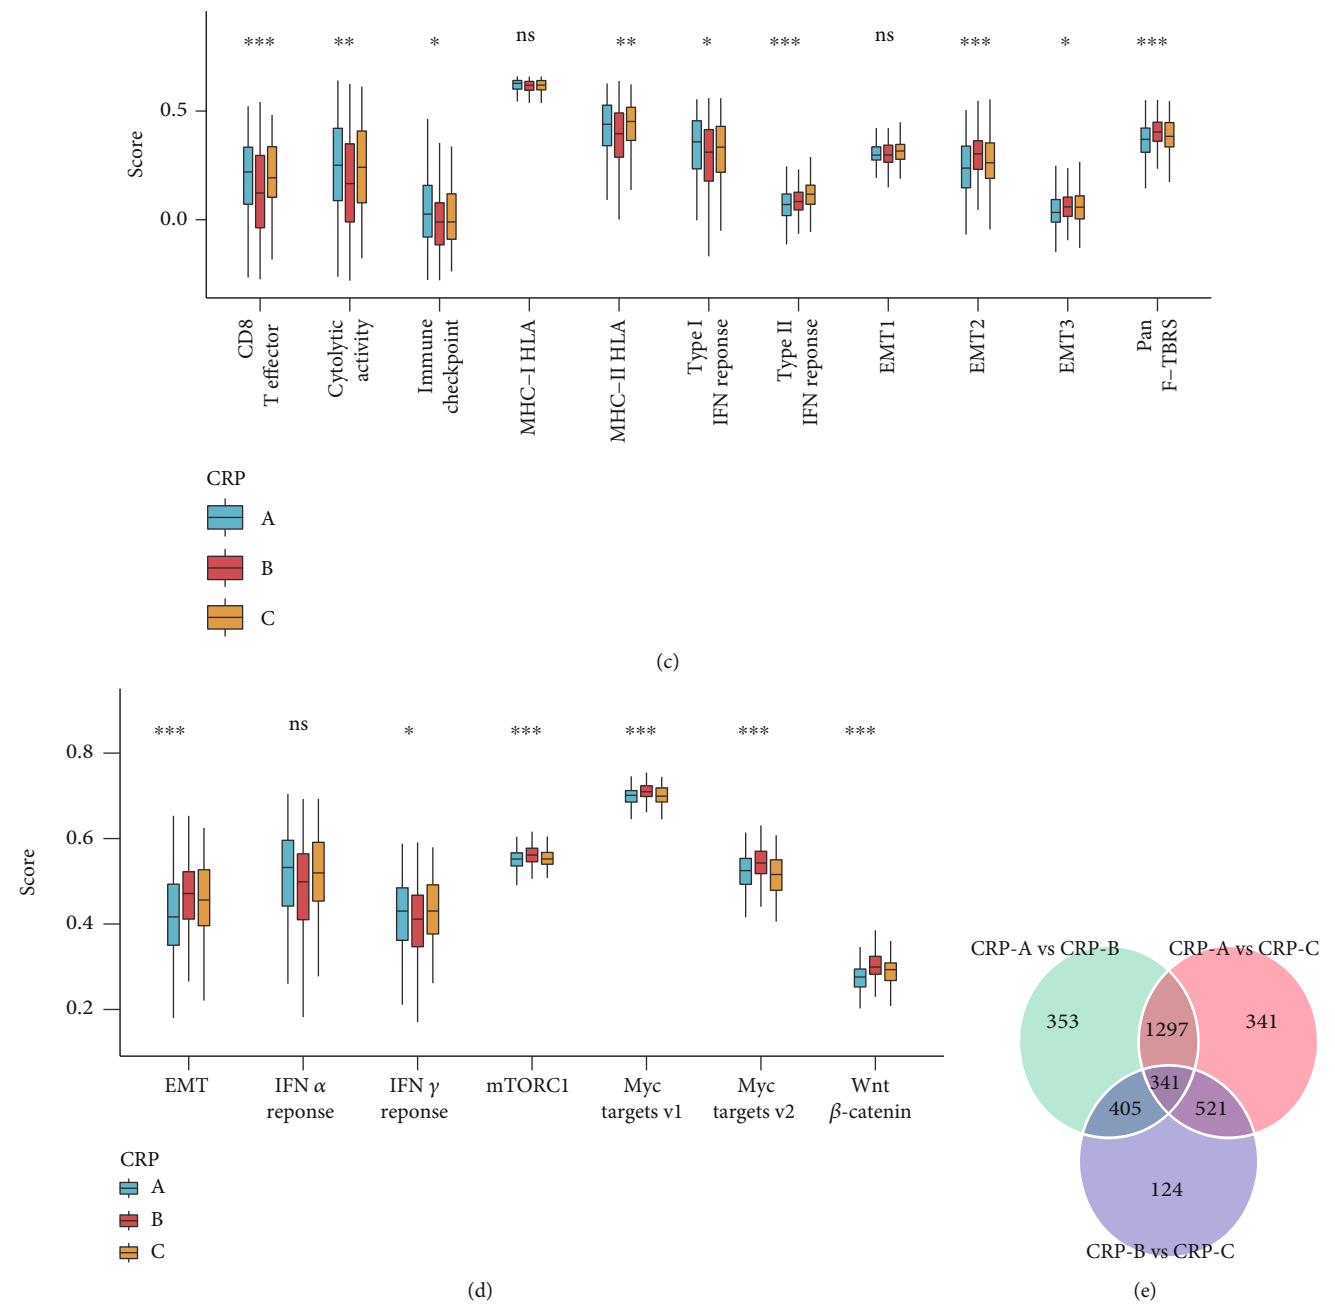 *** ** * ns ** * *** ns *** * ***
Score
0.5
0.0
CD8
T effector
Cytolytic
activity
Immune
checkpoint
MHC−I HLA
MHC−II HLA
Type I
IFN reponse
Type II
IFN reponse
EMT1
EMT2
EMT3
Pan
F−TBRS
CRP
A
B
C
(c)
*** ns * *** *** *** ***
Score
0.8
0.6
0.4
0.2
EMT
IFN α
reponse
IFN γ
reponse
mTORC1
Myc
targets v1
Myc
targets v2
Wnt
β-catenin
CRP
A
B
C
(d)
CRP-A vs CRP-B
CRP-A vs CRP-C
353
1297
341
341
405
521
124
CRP-B vs CRP-C
(e)